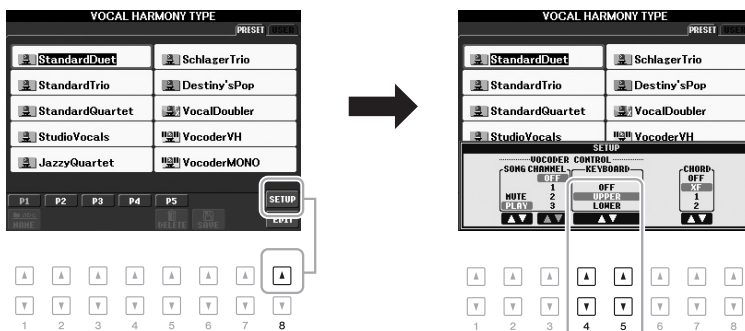 VOCAL HARMONY TYPE
PRESET USER
StandardDuet SchlagerTrio
StandardTrio Destiny'sPop
StandardQuartet VocalDoubler
StudioVocals VocoderVH
JazzyQuartet VocoderMONO
P1 P2 P3 P4 P5 SETUP
NONE DELETE SAVE EDIT
1 2 3 4 5 6 7 8
VOCAL HARMONY TYPE
PRESET USER
StandardDuet SchlagerTrio
StandardTrio Destiny'sPop
StandardQuartet VocalDoubler
StudioVocals VocoderVH
SETUP
VOCODER CONTROL
SONG CHANNEL KEYBOARD CHORD
OFF OFF
1 OFF XF
MUTE 2 UPPER 1
PLAY 3 LOWER 2
1 2 3 4 5 6 7 8